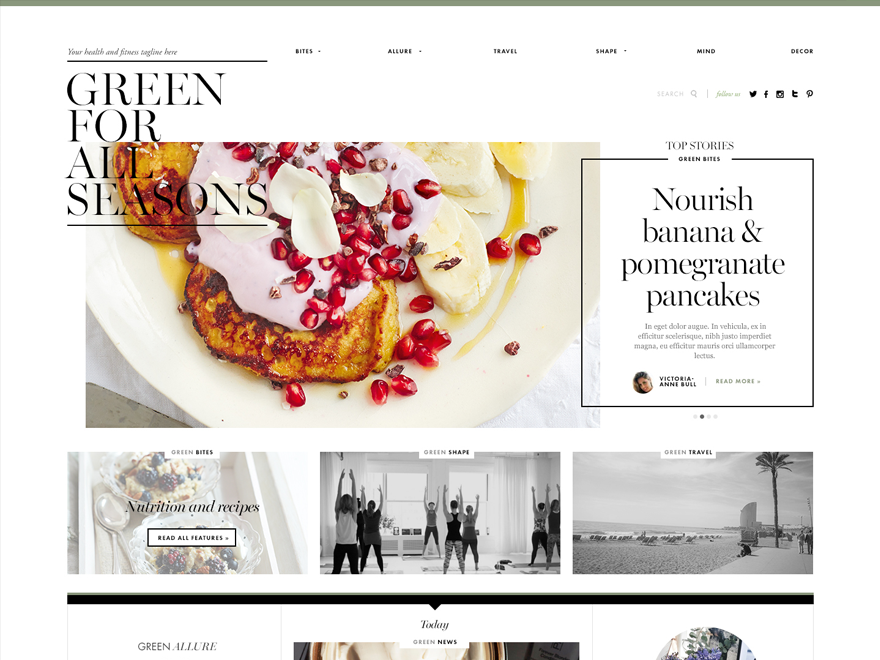 Your health and fitness tagline here
BITES
ALLURE
TRAVEL
SHAPE
MIND
DECOR
GREEN
FOR
ALL
SEASONS
SEARCH
follow us
TOP STORIES
GREEN BITES
Nourish
banana &
pomegranate
pancakes
In eget dolor augue. In vehicula, ex in
efficitur scelerisque, nibh justo imperdiet
magna, eu efficitur mauris orci ullamcorper
lectus.
VICTORIA-
ANNE BULL
READ MORE »
GREEN BITES
Nutrition and recipes
READ ALL FEATURES »
GREEN SHAPE
GREEN TRAVEL
Today
GREEN NEWS
GREEN ALLURE